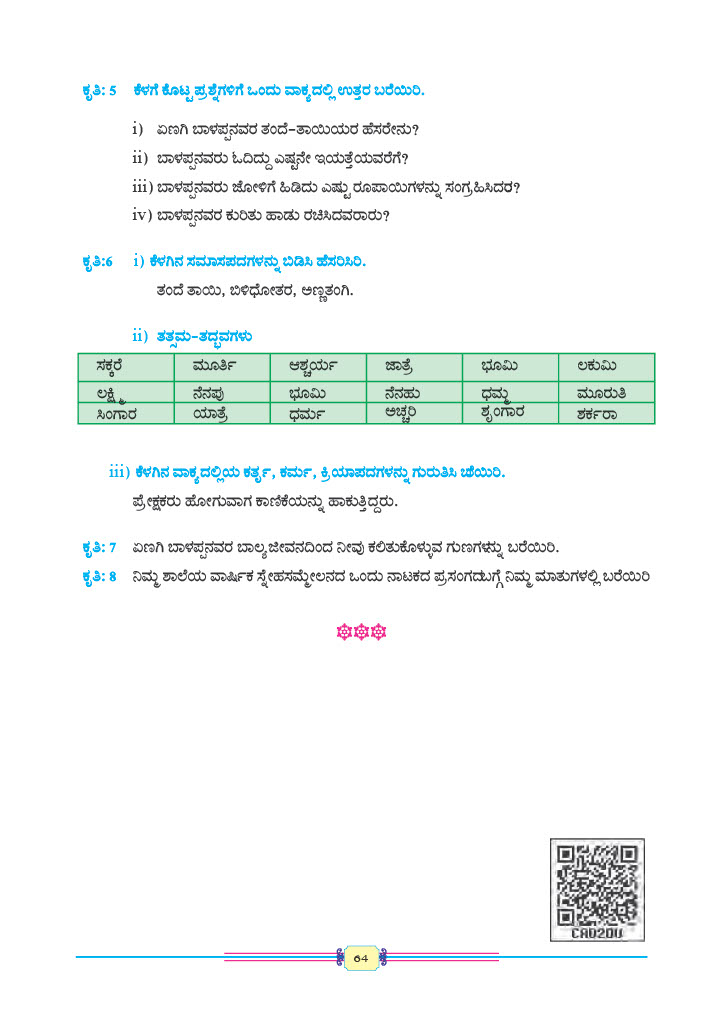 ಕೃತಿ: 5 ಕೆಳಗೆ ಕೊಟ್ಟ ಪ್ರಶ್ನೆಗಳಿಗೆ ಒಂದು ವಾಕ್ಯದಲ್ಲಿ ಉತ್ತರ ಬರೆಯಿರಿ.
i) ಏಣಗಿ ಬಾಳಪ್ಪನವರ ತಂದೆ-ತಾಯಿಯರ ಹೆಸರೇನು?
ii) ಬಾಳಪ್ಪನವರು ಓದಿದ್ದು ಎಷ್ಟನೇ ಇಯತ್ತೆಯವರೆಗೆ?
iii) ಬಾಳಪ್ಪನವರು ಜೋಳಿಗೆ ಹಿಡಿದು ಎಷ್ಟು ರೂಪಾಯಿಗಳನ್ನು ಸಂಗ್ರಹಿಸಿದರ?
iv) ಬಾಳಪ್ಪನವರ ಕುರಿತು ಹಾಡು ರಚಿಸಿದವರಾರು?
ಕೃತಿ:6 i) ಕೆಳಗಿನ ಸಮಾಸಪದಗಳನ್ನು ಬಿಡಿಸಿ ಹೆಸರಿಸಿರಿ.
ತಂದೆ ತಾಯಿ, ಬಿಳಿಧೋತರ, ಅಣ್ಣತಂಗಿ.
ii) ತತ್ಸಮ-ತದ್ಭವಗಳು
ಸಕ್ಕರೆ ಮೂರ್ತಿ ಆಶ್ಚರ್ಯ ಜಾತ್ರೆ ಭೂಮಿ ಲಕುಮಿ
ಲಕ್ಷ್ಮಿ ನೆನಪು ಭೂಮಿ ನೆನಹು ಧಮ್ಮ ಮೂರುತಿ
ಸಿಂಗಾರ ಯಾತ್ರೆ ಧರ್ಮ ಅಚ್ಚರಿ ಶೃಂಗಾರ ಶರ್ಕರಾ
iii) ಕೆಳಗಿನ ವಾಕ್ಯದಲ್ಲಿಯ ಕರ್ತೃ, ಕರ್ಮ, ಕ್ರಿಯಾಪದಗಳನ್ನು ಗುರುತಿಸಿ ಬರೆಯಿರಿ.
ಪ್ರೇಕ್ಷಕರು ಹೋಗುವಾಗ ಕಾಣಿಕೆಯನ್ನು ಹಾಕುತ್ತಿದ್ದರು.
ಕೃತಿ: 7 ಏಣಗಿ ಬಾಳಪ್ಪನವರ ಬಾಲ್ಯ ಜೀವನದಿಂದ ನೀವು ಕಲಿತುಕೊಳ್ಳುವ ಗುಣಗಳನ್ನು ಬರೆಯಿರಿ.
ಕೃತಿ: 8 ನಿಮ್ಮ ಶಾಲೆಯ ವಾರ್ಷಿಕ ಸ್ನೇಹಸಮ್ಮೇಲನದ ಒಂದು ನಾಟಕದ ಪ್ರಸಂಗದಬಗ್ಗೆ ನಿಮ್ಮ ಮಾತುಗಳಲ್ಲಿ ಬರೆಯಿರಿ
CA02DU
64